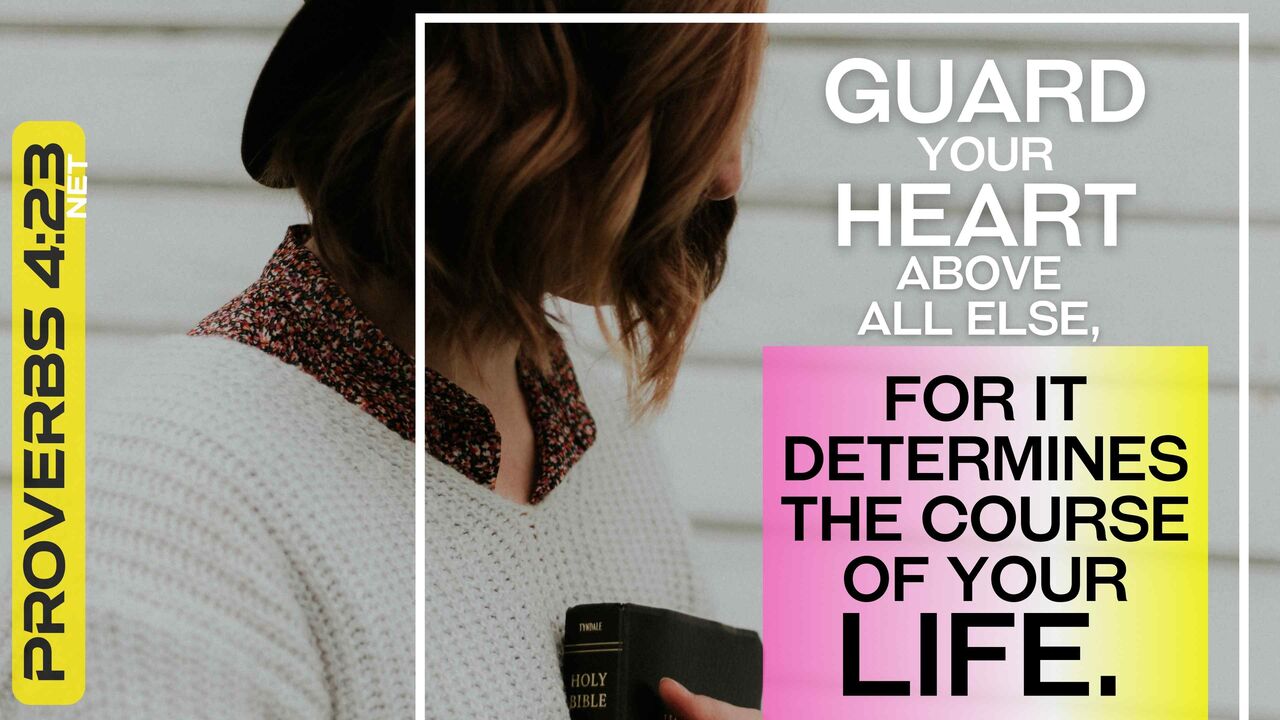 PROVERBS 4:23
NET
GUARD
YOUR
HEART
ABOVE
ALL ELSE,
FOR IT
DETERMINES
THE COURSE
OF YOUR
LIFE.
TYNDALE
HOLY
BIBLE